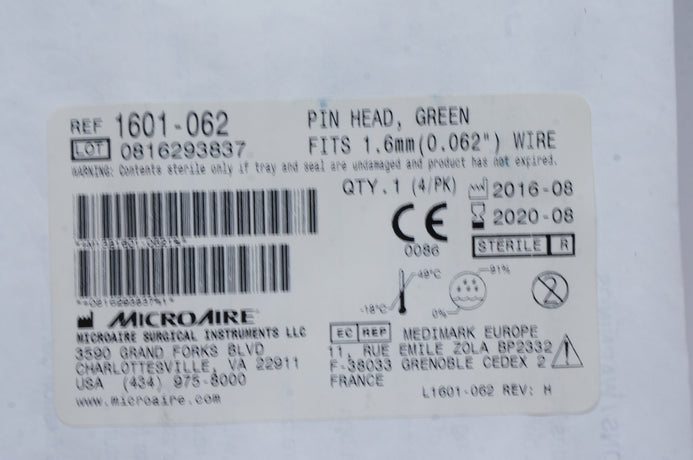 REF 1601-062
PIN HEAD, GREEN
LOT 0816293837
FITS 1.6mm(0.062") WIRE
WARNING: Contents sterile only if tray and seal are undamaged and product has not expired.
QTY.1 (4/PK)
2016-08
2020-08
CE
0086
STERILE R
-18°C
49°C
0%
91%
2
MICROAIRE
MICROAIRE SURGICAL INSTRUMENTS LLC
3590 GRAND FORKS BLVD
CHARLOTTESVILLE, VA 22911
USA (434) 975-8000
www.microaire.com
EC REP MEDIMARK EUROPE
11, RUE EMILE ZOLA BP2332
F-38033 GRENOBLE CEDEX 2
FRANCE
L1601-062 REV: H